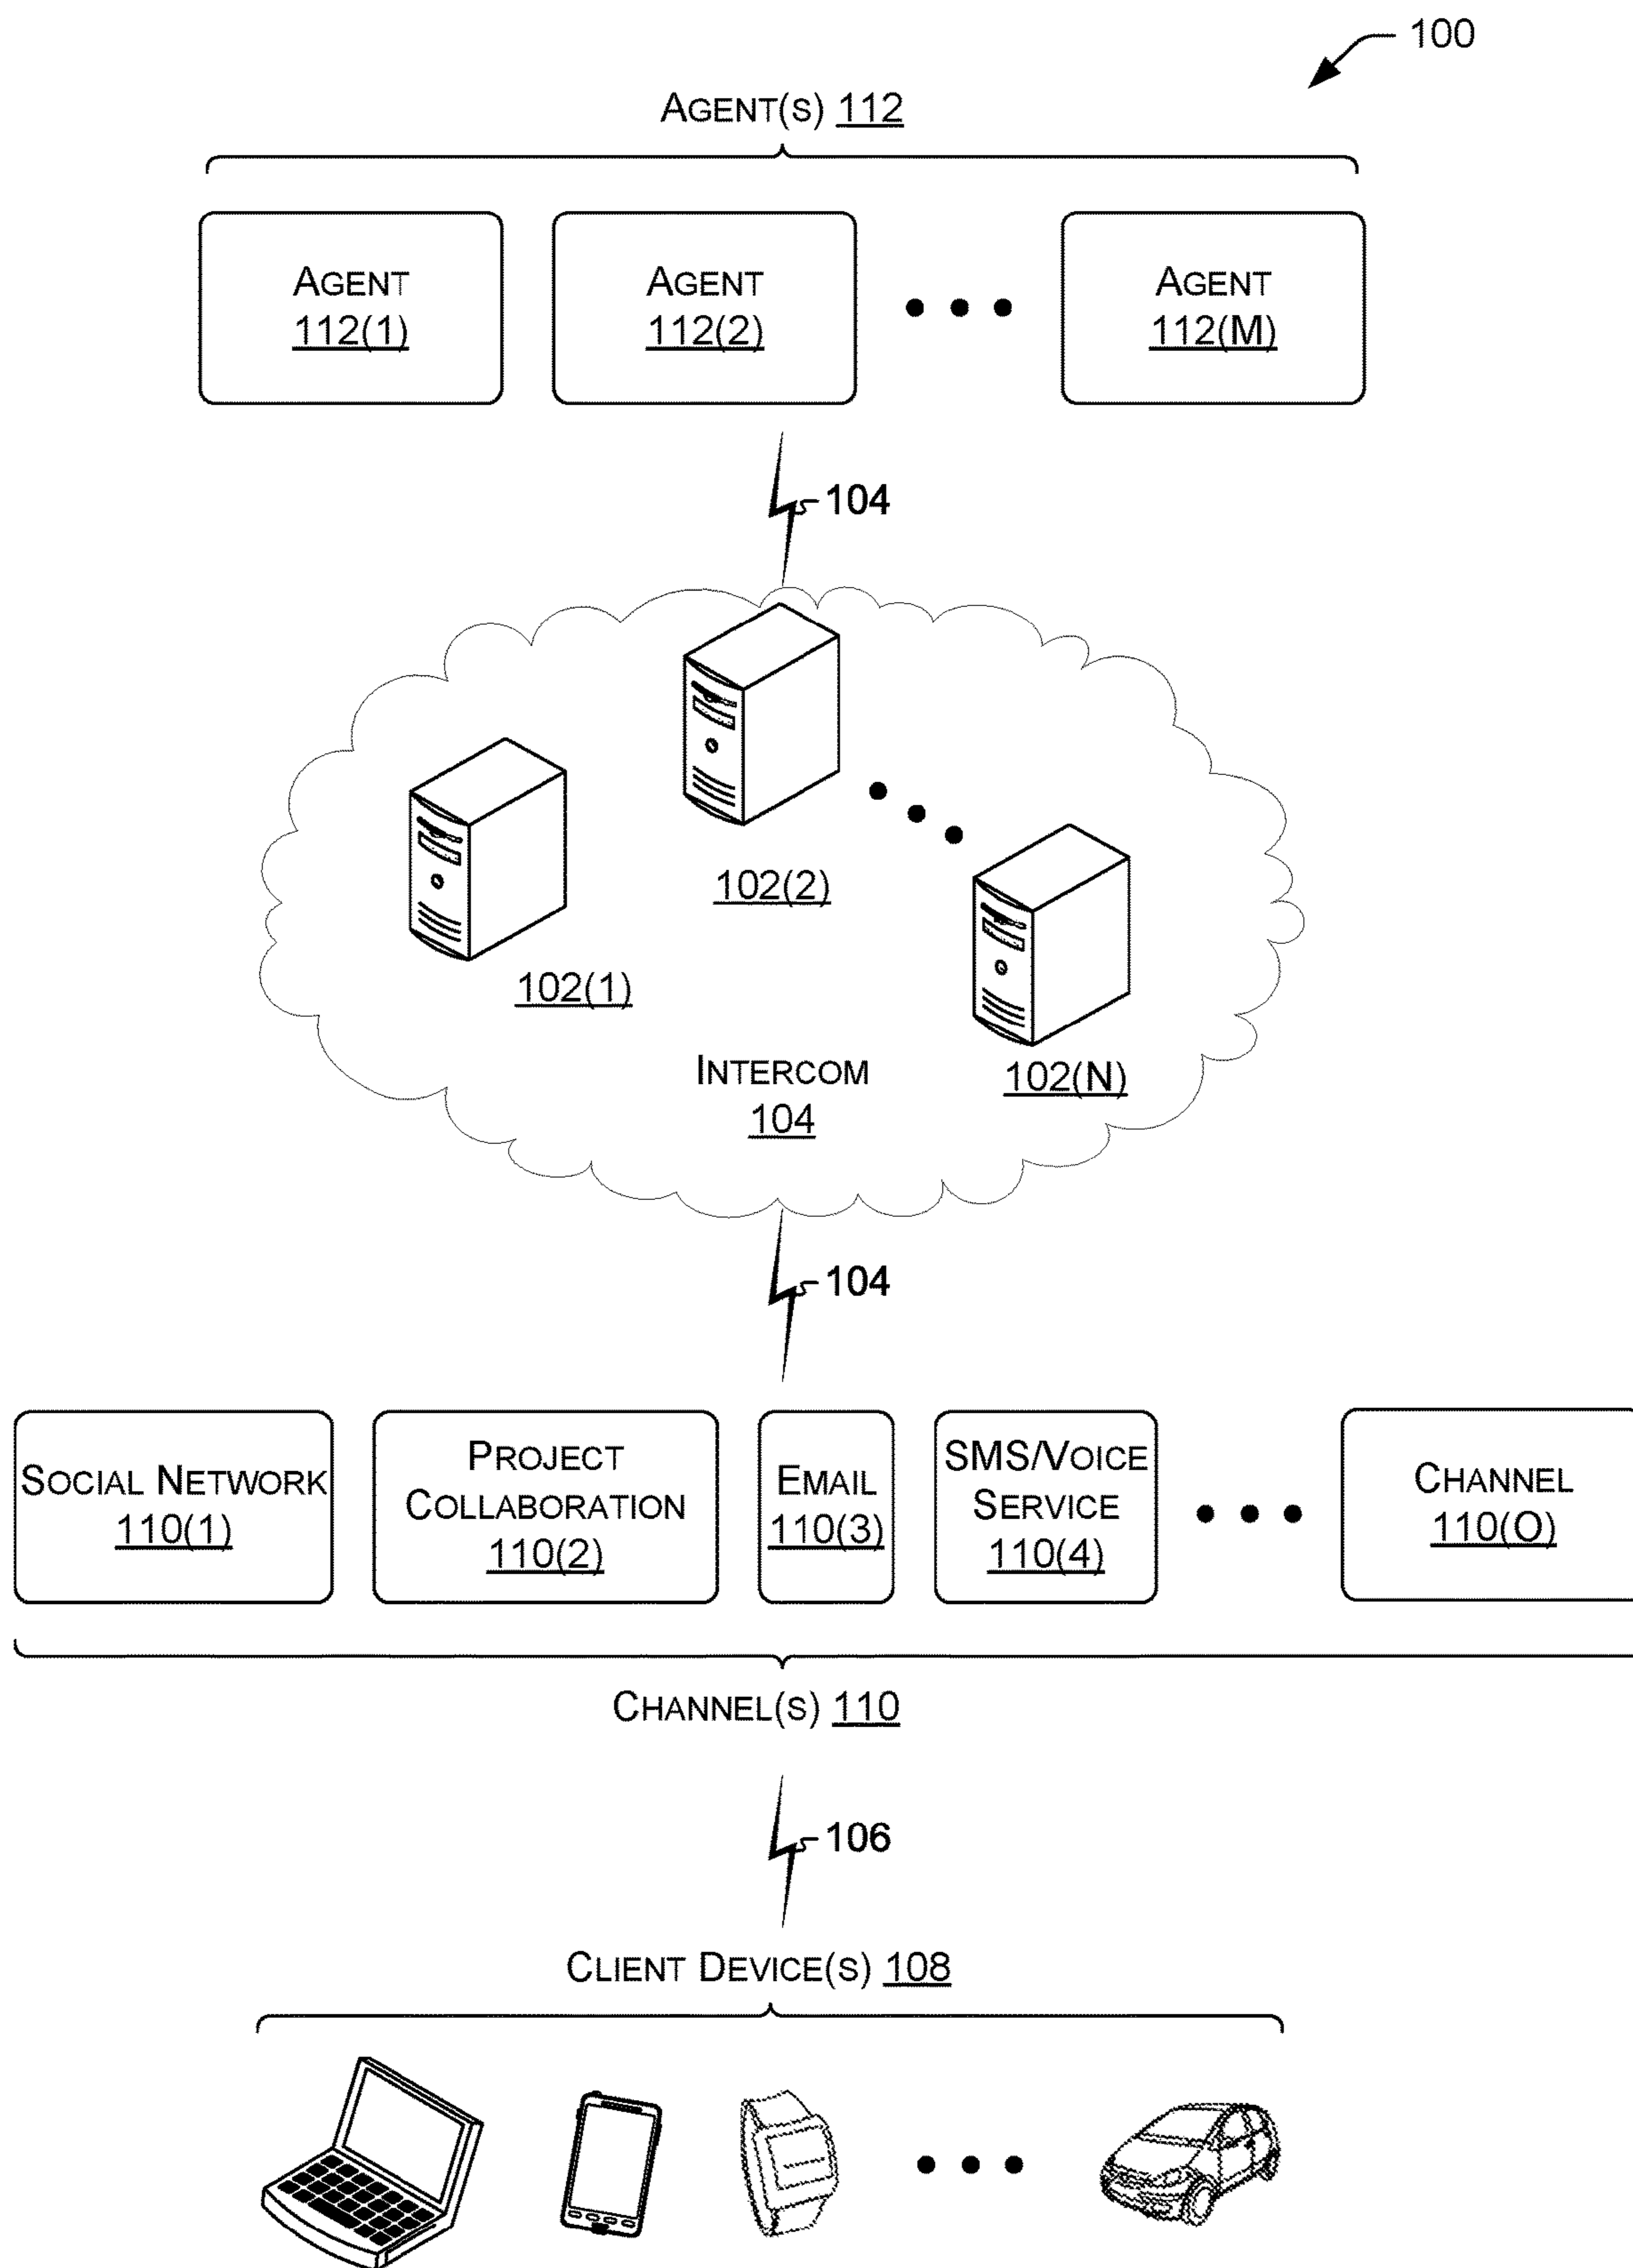 100
AGENT(S) 112
AGENT
112(1)
AGENT
112(2)
AGENT
112(M)
104
102(2)
102(1)
102(N)
INTERCOM
104
104
SOCIAL NETWORK
110(1)
PROJECT
COLLABORATION
110(2)
EMAIL
110(3)
SMS/VOICE
SERVICE
110(4)
CHANNEL
110(O)
CHANNEL(S) 110
106
CLIENT DEVICE(S) 108